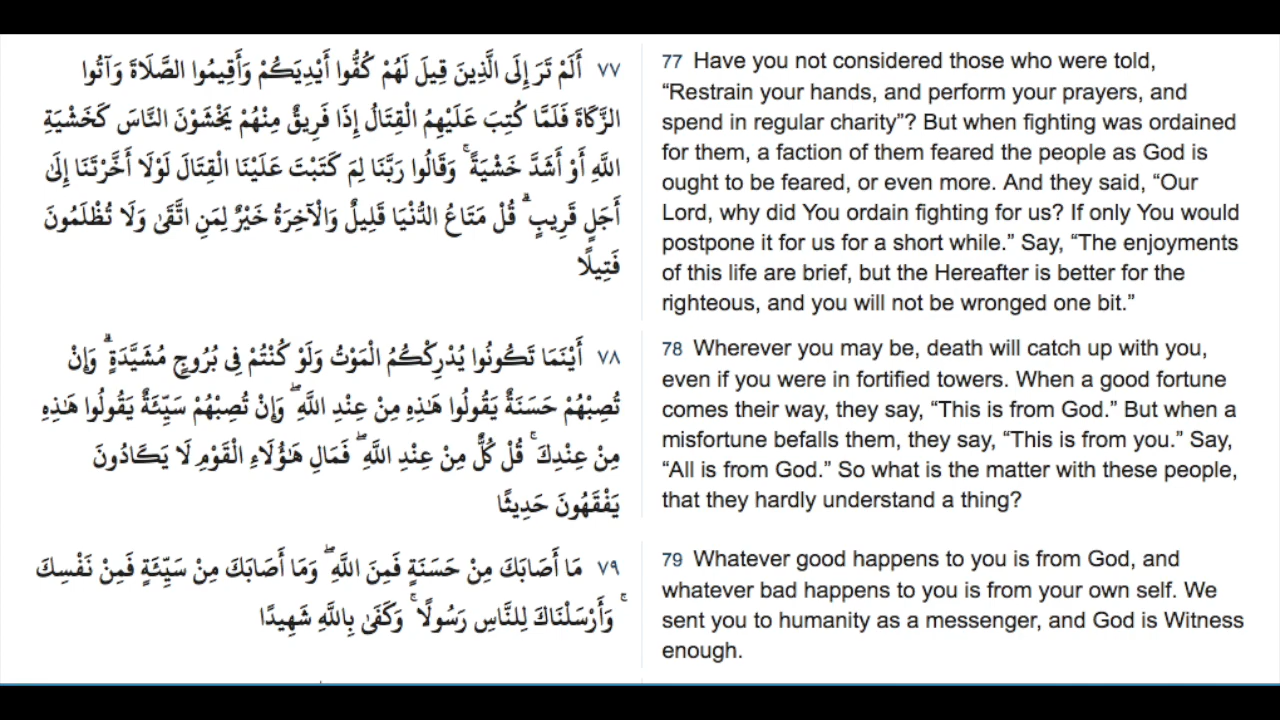 ٧٧ أَلَمْ تَرَ إِلَى الَّذِينَ قِيلَ لَهُمْ كُفُّوا أَيْدِيَكُمْ وَأَقِيمُوا الصَّلَاةَ وَآتُوا
الزَّكَاةَ فَلَمَّا كُتِبَ عَلَيْهِمُ الْقِتَالُ إِذَا فَرِيقٌ مِنْهُمْ يَخْشَوْنَ النَّاسَ كَخَشْيَةِ
اللَّهِ أَوْ أَشَدَّ خَشْيَةً ۚ وَقَالُوا رَبَّنَا لِمَ كَتَبْتَ عَلَيْنَا الْقِتَالَ لَوْلَا أَخَّرْتَنَا إِلَىٰ
أَجَلٍ قَرِيبٍ ۗ قُلْ مَتَاعُ الدُّنْيَا قَلِيلٌ وَالْآخِرَةُ خَيْرٌ لِمَنِ اتَّقَىٰ وَلَا تُظْلَمُونَ
فَتِيلًا
77 Have you not considered those who were told,
“Restrain your hands, and perform your prayers, and
spend in regular charity”? But when fighting was ordained
for them, a faction of them feared the people as God is
ought to be feared, or even more. And they said, “Our
Lord, why did You ordain fighting for us? If only You would
postpone it for us for a short while.” Say, “The enjoyments
of this life are brief, but the Hereafter is better for the
righteous, and you will not be wronged one bit.”
٧٨ أَيْنَمَا تَكُونُوا يُدْرِكْكُمُ الْمَوْتُ وَلَوْ كُنْتُمْ فِي بُرُوجٍ مُشَيَّدَةٍ ۗ وَإِنْ
تُصِبْهُمْ حَسَنَةٌ يَقُولُوا هَٰذِهِ مِنْ عِنْدِ اللَّهِ ۖ وَإِنْ تُصِبْهُمْ سَيِّئَةٌ يَقُولُوا هَٰذِهِ
مِنْ عِنْدِكَ ۚ قُلْ كُلٌّ مِنْ عِنْدِ اللَّهِ ۖ فَمَالِ هَٰؤُلَاءِ الْقَوْمِ لَا يَكَادُونَ
يَفْقَهُونَ حَدِيثًا
78 Wherever you may be, death will catch up with you,
even if you were in fortified towers. When a good fortune
comes their way, they say, “This is from God.” But when a
misfortune befalls them, they say, “This is from you.” Say,
“All is from God.” So what is the matter with these people,
that they hardly understand a thing?
٧٩ مَا أَصَابَكَ مِنْ حَسَنَةٍ فَمِنَ اللَّهِ ۖ وَمَا أَصَابَكَ مِنْ سَيِّئَةٍ فَمِنْ نَفْسِكَ
ۚ وَأَرْسَلْنَاكَ لِلنَّاسِ رَسُولًا ۚ وَكَفَىٰ بِاللَّهِ شَهِيدًا
79 Whatever good happens to you is from God, and
whatever bad happens to you is from your own self. We
sent you to humanity as a messenger, and God is Witness
enough.